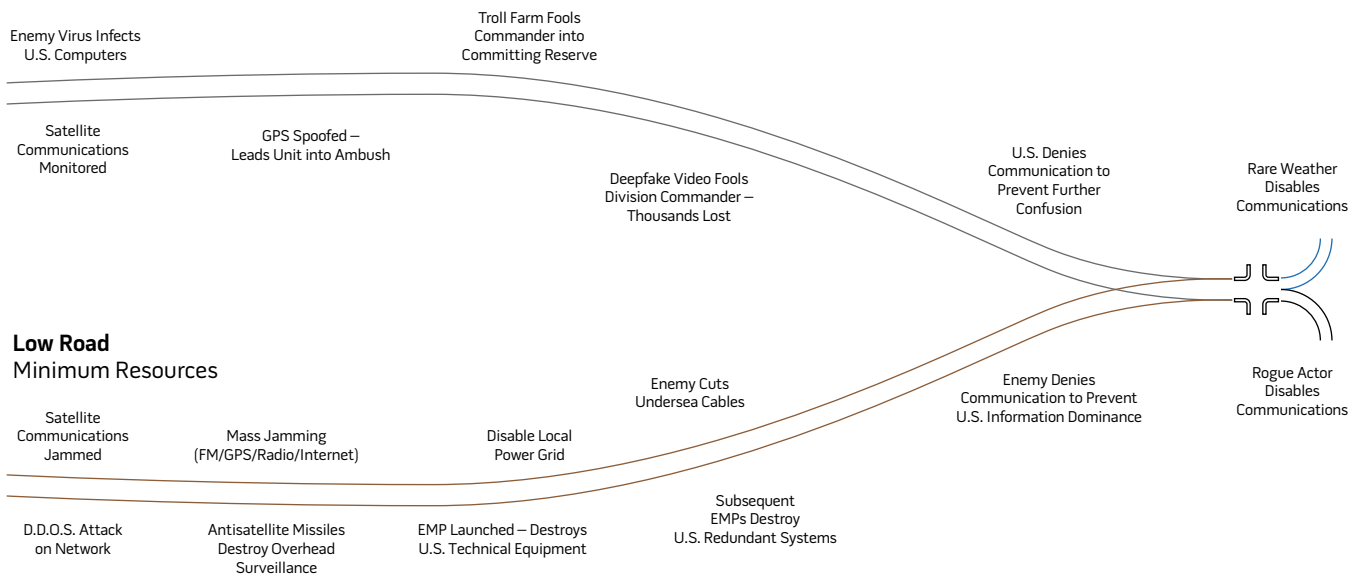 Enemy Virus Infects
U.S. Computers
Troll Farm Fools
Commander into
Committing Reserve
Satellite
Communications
Monitored
GPS Spoofed –
Leads Unit into Ambush
Deepfake Video Fools
Division Commander –
Thousands Lost
U.S. Denies
Communication to
Prevent Further
Confusion
Rare Weather
Disables
Communications
Low Road
Minimum Resources
Satellite
Communications
Jammed
Mass Jamming
(FM/GPS/Radio/Internet)
Disable Local
Power Grid
Enemy Cuts
Undersea Cables
Enemy Denies
Communication to Prevent
U.S. Information Dominance
Rogue Actor
Disables
Communications
D.D.O.S. Attack
on Network
Antisatellite Missiles
Destroy Overhead
Surveillance
EMP Launched – Destroys
U.S. Technical Equipment
Subsequent
EMPs Destroy
U.S. Redundant Systems